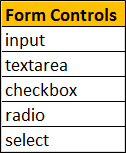 Form Controls
input
textarea
checkbox
radio
select